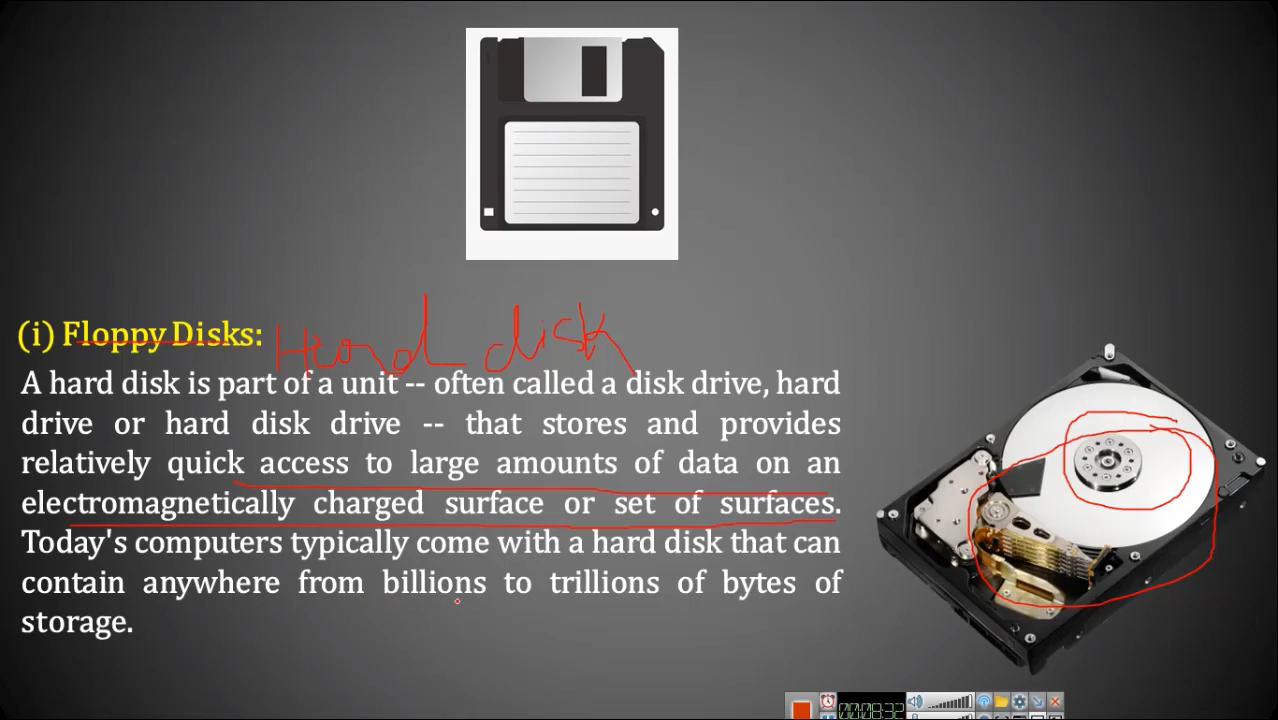 (i) Floppy Disks: Hard disk
A hard disk is part of a unit -- often called a disk drive, hard
drive or hard disk drive -- that stores and provides
relatively quick access to large amounts of data on an
electromagnetically charged surface or set of surfaces.
Today's computers typically come with a hard disk that can
contain anywhere from billions to trillions of bytes of
storage.
00:08:32